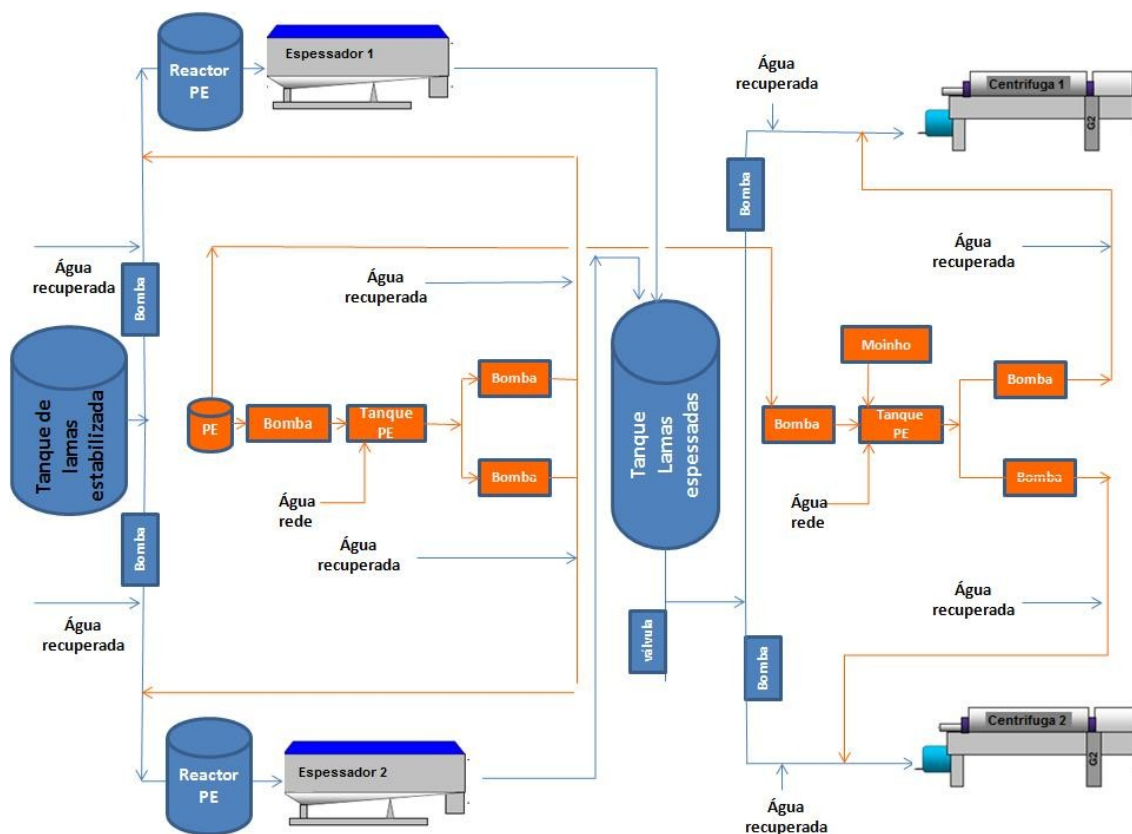 Reactor
PE
Espessador 1
Água
recuperada
Centrifuga 1
G2
Bomba
Água
recuperada
Bomba
Água
recuperada
Água
recuperada
Tanque de
lamas
estabilizada
PE
Bomba
Tanque
PE
Bomba
Bomba
Água
rede
Água
recuperada
Tanque
Lamas
espessadas
Moinho
Bomba
Tanque
PE
Bomba
Bomba
Água
rede
Bomba
Água
recuperada
válvula
Bomba
Água
recuperada
Reactor
PE
Espessador 2
Água
recuperada
Centrifuga 2
G2